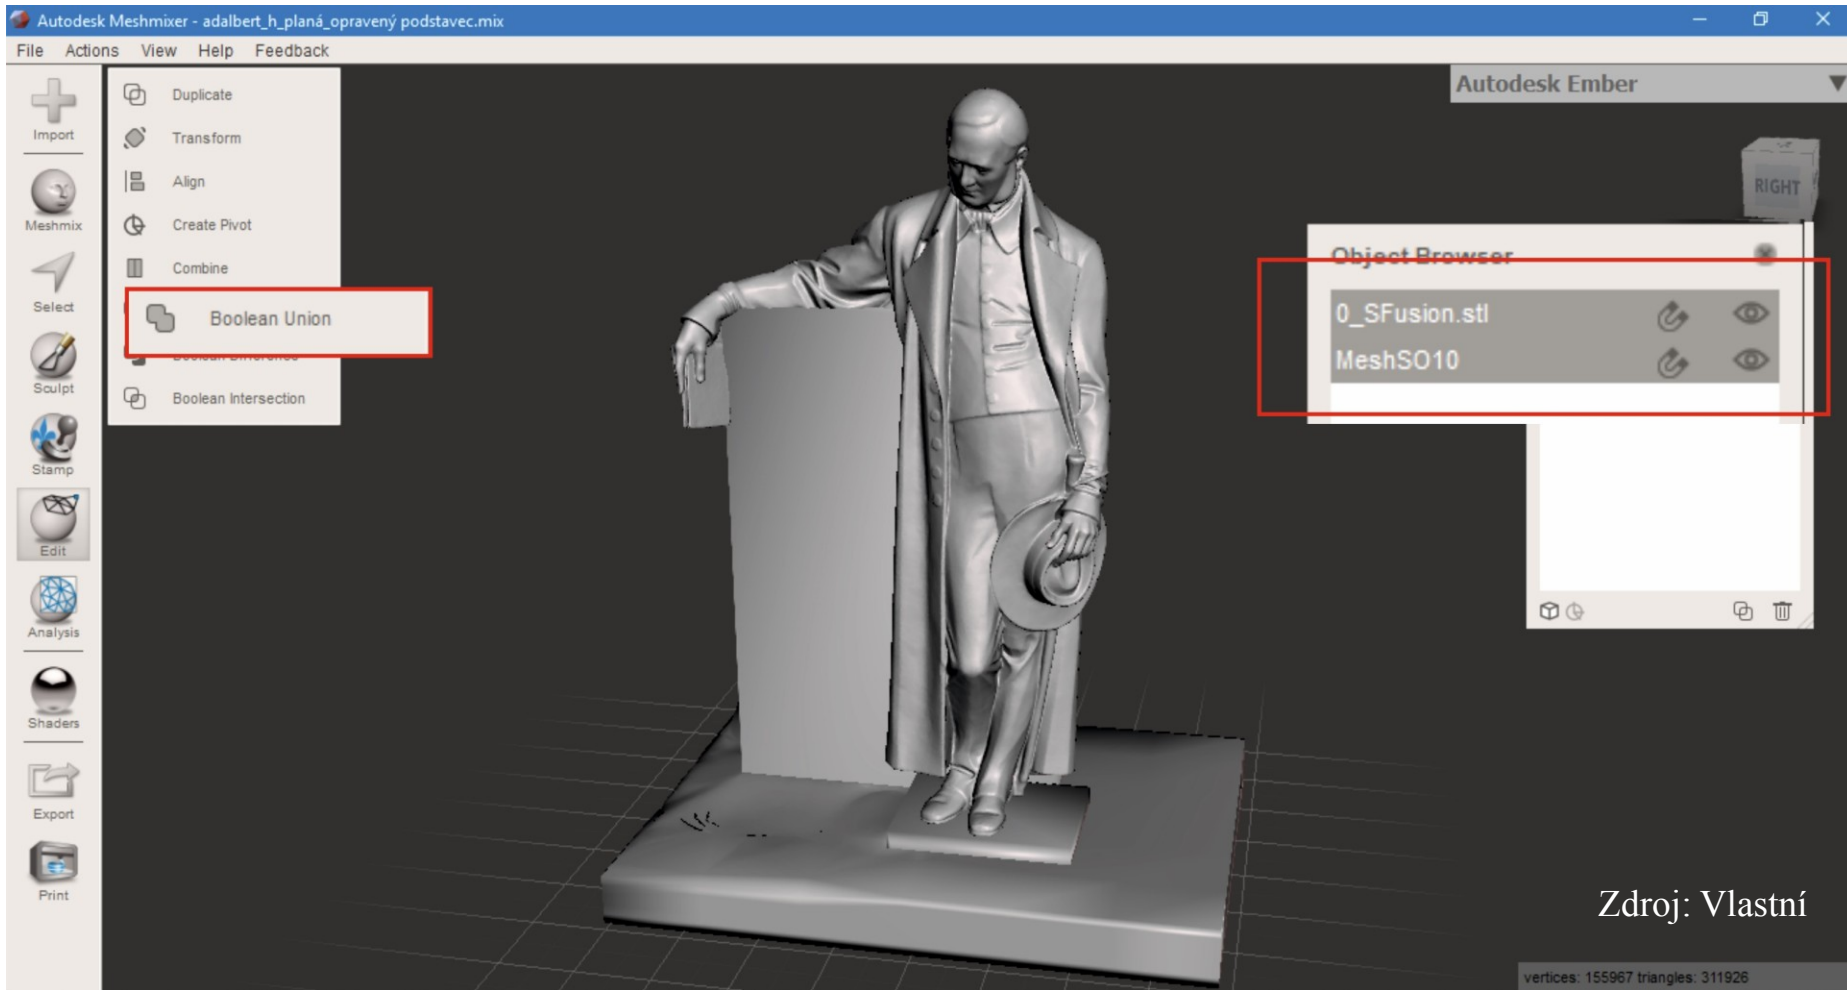 Autodesk Meshmixer - adalbert_h_planá_opravený podstavec.mix
File Actions View Help Feedback
Import
Meshmix
Select
Sculpt
Stamp
Edit
Analysis
Shaders
Export
Print
Duplicate
Transform
Align
Create Pivot
Combine
Boolean Union
Boolean Difference
Boolean Intersection
Autodesk Ember
RIGHT
Object Browser
0_SFusion.stl
MeshSO10
Zdroj: Vlastní
vertices: 155967 triangles: 311926